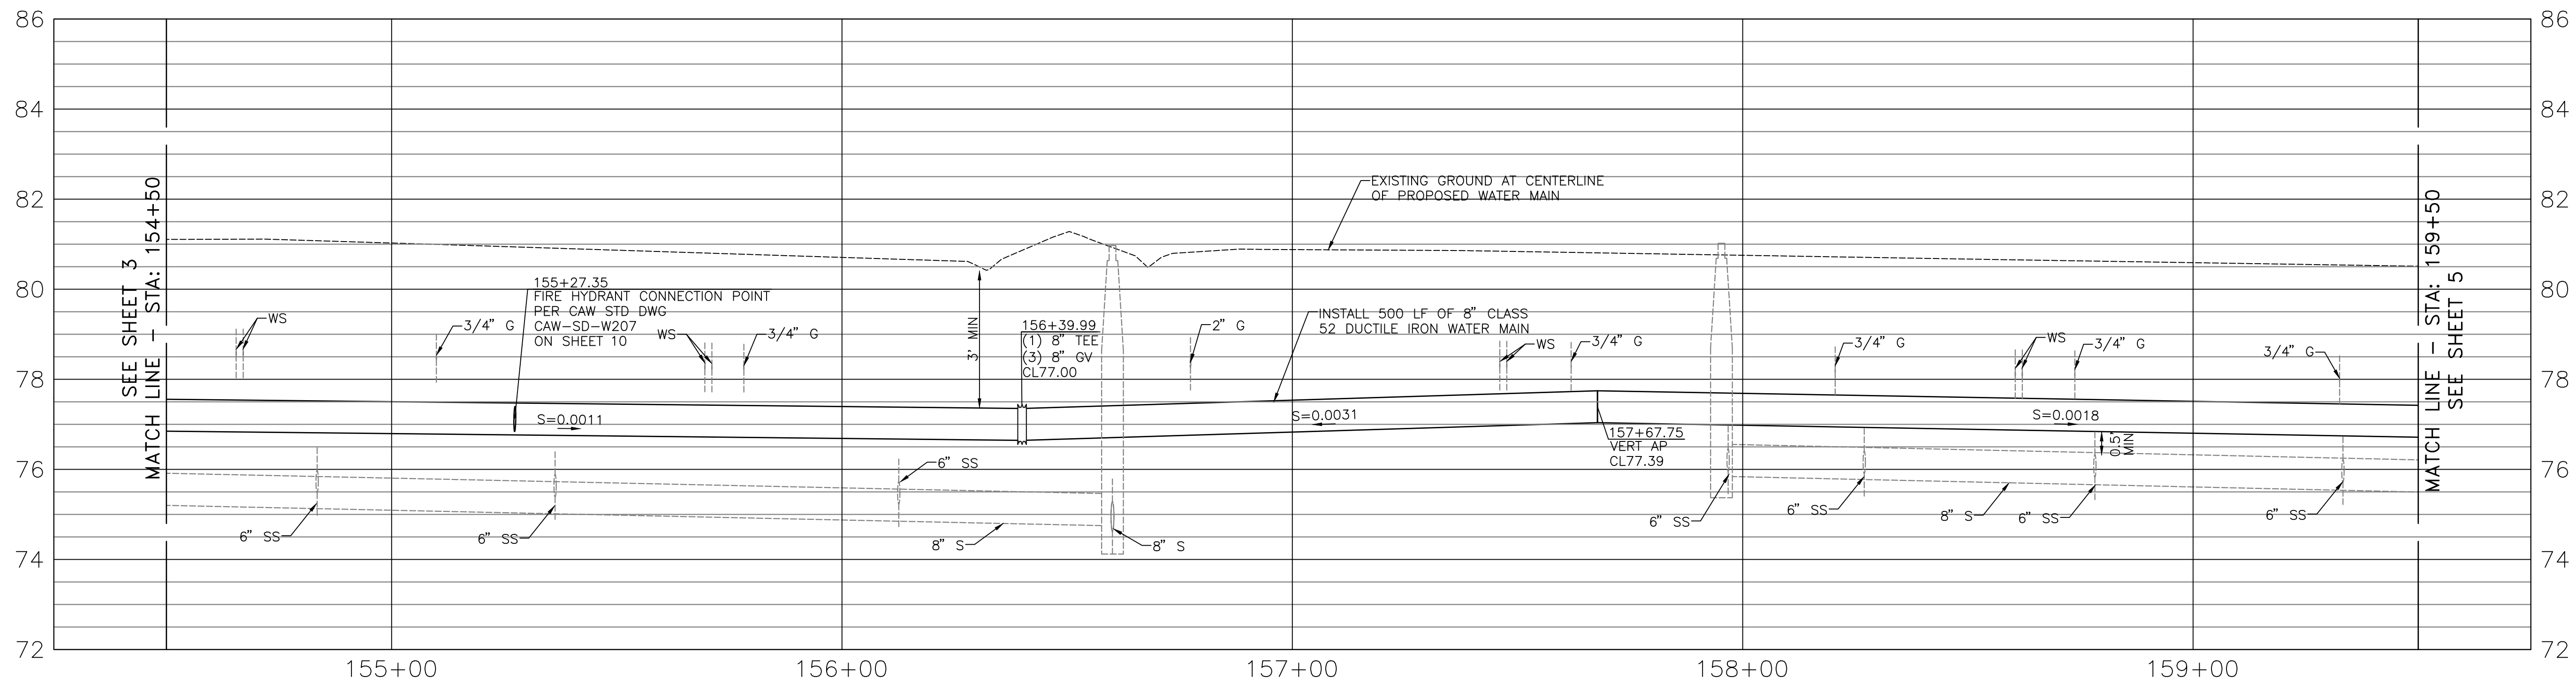 86
84
82
80
78
76
74
72
SEE SHEET 3
MATCH LINE - STA: 154+50
WS
3/4" G
155+27.35
FIRE HYDRANT CONNECTION POINT
PER CAW STD DWG
CAW-SD-W207
ON SHEET 10
WS
3/4" G
3' MIN
156+39.99
(1) 8" TEE
(3) 8" GV
CL77.00
2" G
EXISTING GROUND AT CENTERLINE
OF PROPOSED WATER MAIN
INSTALL 500 LF OF 8" CLASS
52 DUCTILE IRON WATER MAIN
WS
3/4" G
3/4" G
WS
3/4" G
3/4" G
S=0.0011
S=0.0031
S=0.0018
157+67.75
VERT AP
CL77.39
0.5'
MIN
6" SS
6" SS
6" SS
8" S
8" S
6" SS
6" SS
8" S
6" SS
6" SS
MATCH LINE - STA: 159+50
SEE SHEET 5
86
84
82
80
78
76
74
72
155+00
156+00
157+00
158+00
159+00